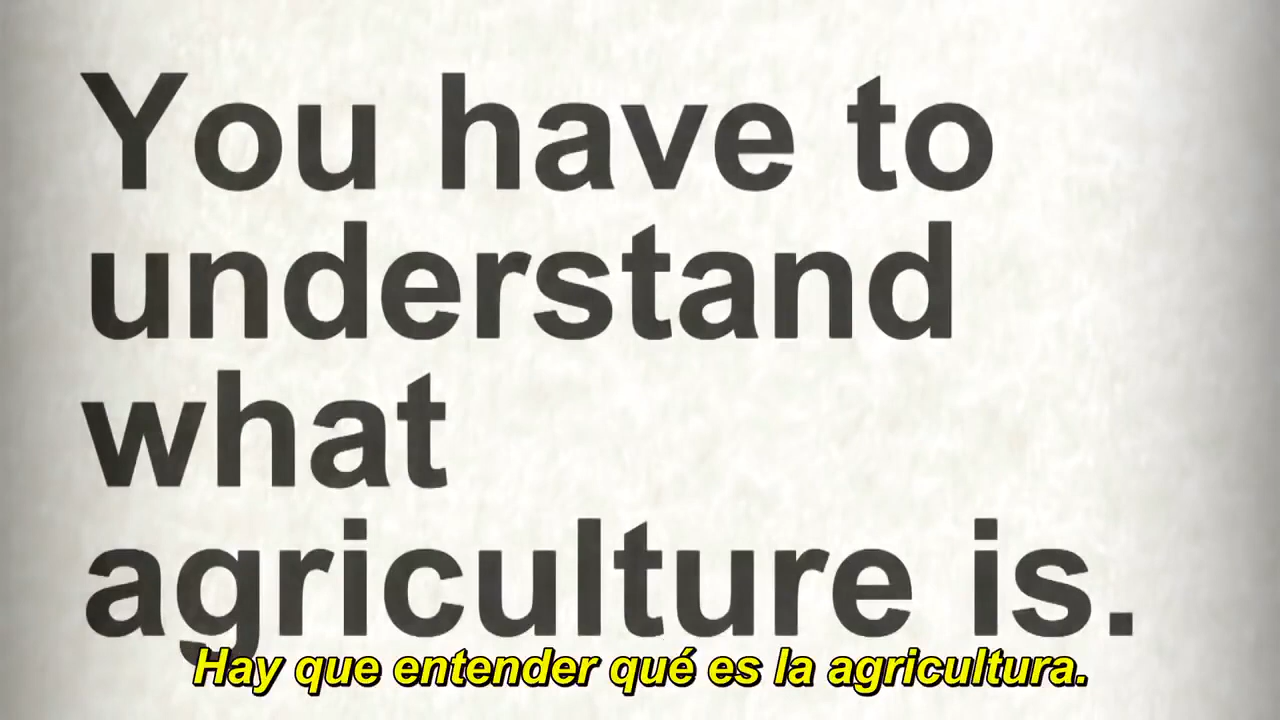 You have to
understand
what
agriculture is.
Hay que entender qué es la agricultura.